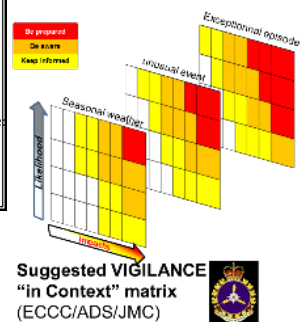 Exceptionnal episode
Be prepared
Be aware
Keep Informed
unusual event
Seasonal weather
Likelihood
Impacts
Suggested VIGILANCE
“in Context” matrix
(ECCC/ADS/JMC)